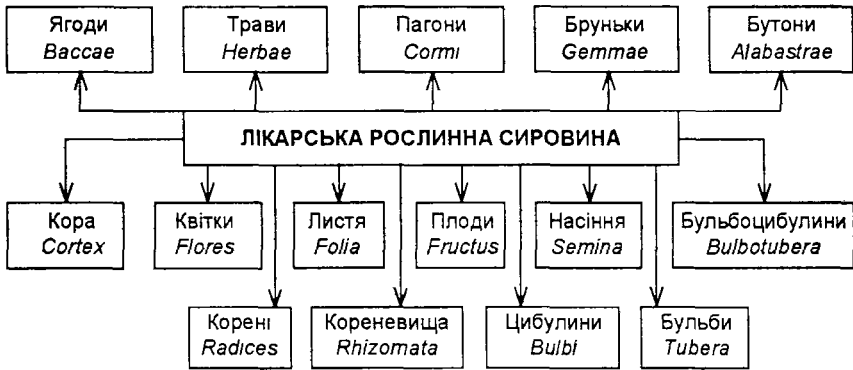 Ягоди
Baccae
Трави
Herbae
Пагони
Cormi
Бруньки
Gemmae
Бутони
Alabastrae
ЛІКАРСЬКА РОСЛИННА СИРОВИНА
Кора
Cortex
Квітки
Flores
Листя
Folia
Плоди
Fructus
Насіння
Semina
Бульбоцибулини
Bulbotubera
Корені
Radices
Кореневища
Rhizomata
Цибулини
Bulbi
Бульби
Tubera